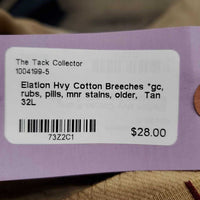 The Tack Collector
1004199-5
Elation Hvy Cotton Breeches *gc,
rubs, pills, mnr stains, older,  Tan
32L
73Z2C1
$28.00